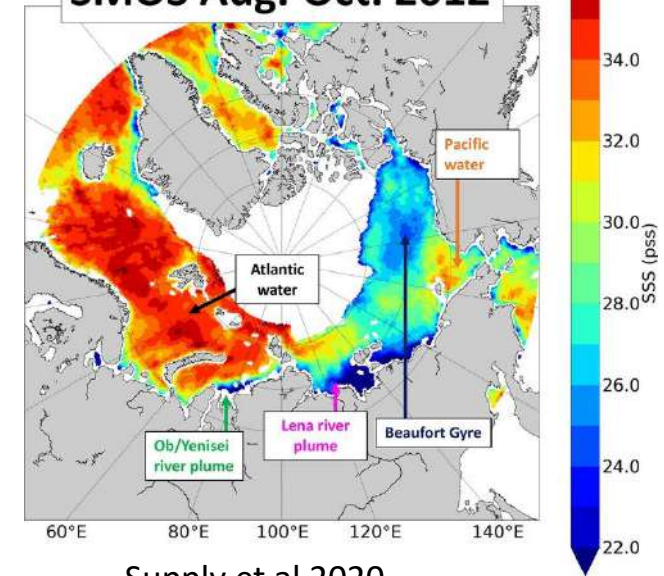 SMOS Aug. Oct. 2012
34.0
Pacific
water
32.0
30.0
SSS (pss)
Atlantic
water
28.0
26.0
Lena river
plume
Beaufort Gyre
Ob/Yenisei
river plume
24.0
22.0
60°E 80°E 100°E 120°E 140°E
Supply et al 2020